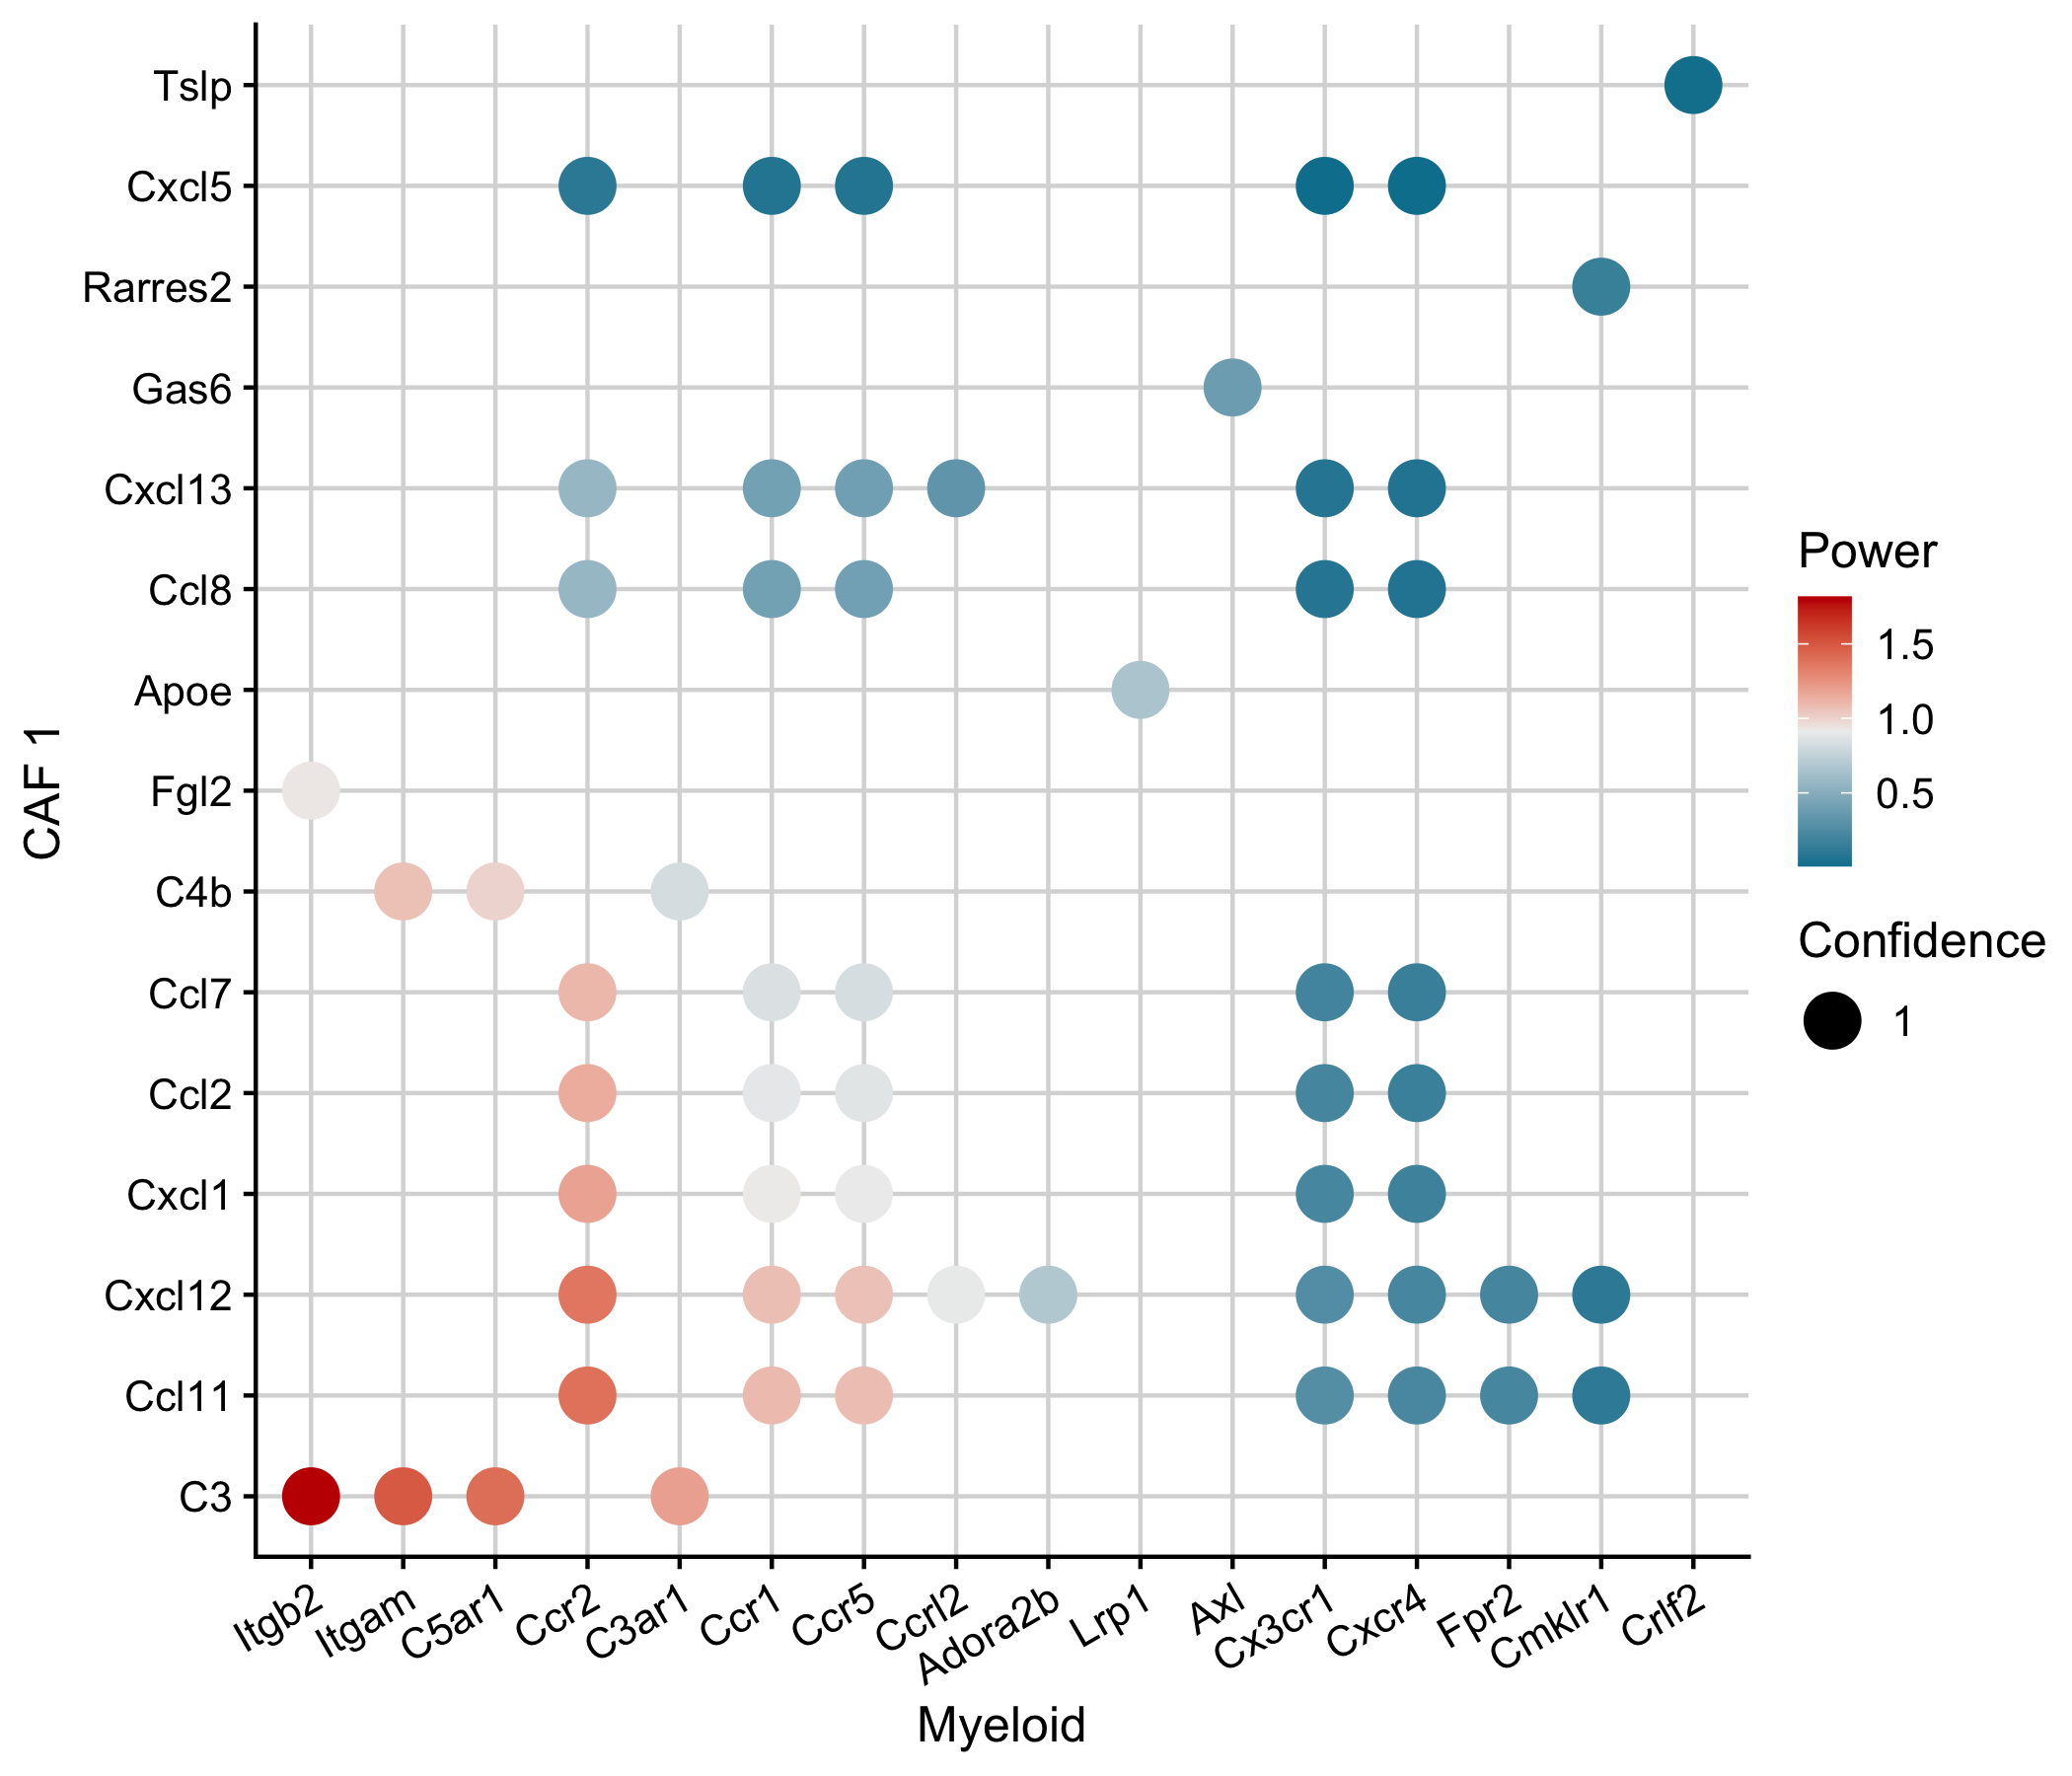 Tslp
Cxcl5
Rarres2
Gas6
Cxcl13
Ccl8
Apoe
Fgl2
C4b
Ccl7
Ccl2
Cxcl1
Cxcl12
Ccl11
C3
CAF 1
Itgb2
Itgam
C5ar1
Ccr2
C3ar1
Ccr1
Ccr5
Ccrl2
Adora2b
Lrp1
Axl
Cx3cr1
Cxcr4
Fpr2
Cmklr1
Crlf2
Myeloid
Power
1.5
1.0
0.5
Confidence
1